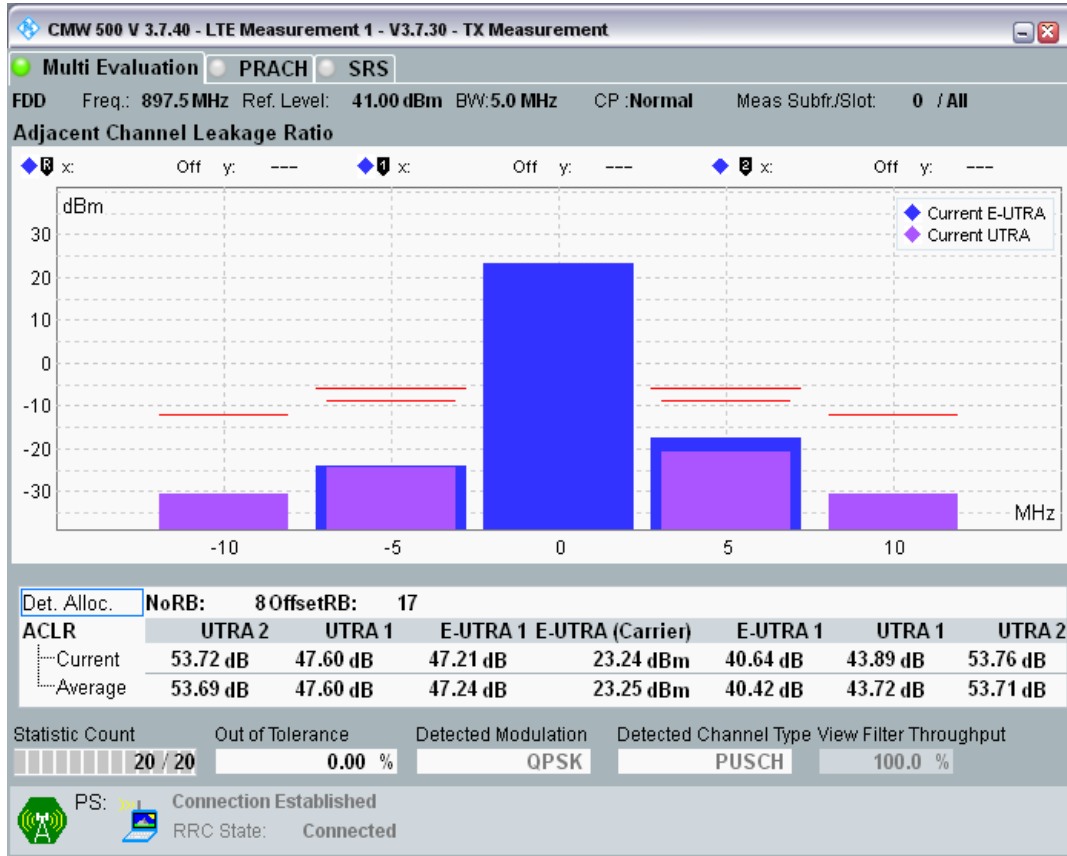 CMW 500 V 3.7.40 - LTE Measurement 1 - V3.7.30 - TX Measurement
Multi Evaluation PRACH SRS
FDD Freq.: 897.5 MHz Ref. Level: 41.00 dBm BW:5.0 MHz CP :Normal Meas Subfr./Slot: 0 / All
Adjacent Channel Leakage Ratio
R x: Off y: --- 1 x: Off y: --- 2 x: Off y: ---
dBm
Current E-UTRA
Current UTRA
30
20
10
0
-10
-20
-30
MHz
-10 -5 0 5 10
Det. Alloc. NoRB: 8 OffsetRB: 17
ACLR UTRA 2 UTRA 1 E-UTRA 1 E-UTRA (Carrier) E-UTRA 1 UTRA 1 UTRA 2
Current 53.72 dB 47.60 dB 47.21 dB 23.24 dBm 40.64 dB 43.89 dB 53.76 dB
Average 53.69 dB 47.60 dB 47.24 dB 23.25 dBm 40.42 dB 43.72 dB 53.71 dB
Statistic Count Out of Tolerance Detected Modulation Detected Channel Type View Filter Throughput
20 / 20 0.00 % QPSK PUSCH 100.0 %
PS: Connection Established
RRC State: Connected